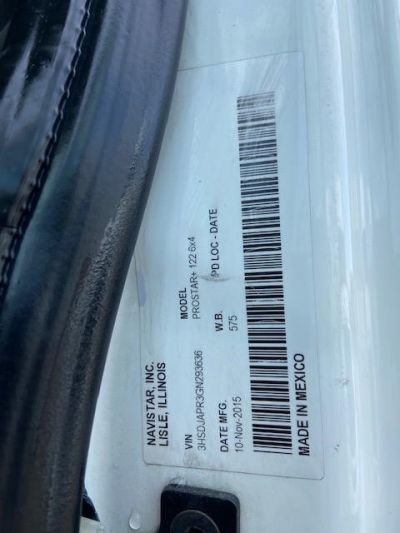 NAVISTAR, INC.
LISLE, ILLINOIS
VIN
3HSDJAPR3GN293636
MODEL
PROSTAR+ 122 6x4
DATE MFG.
10-Nov-2015
W.B.
575
PD LOC - DATE
MADE IN MEXICO